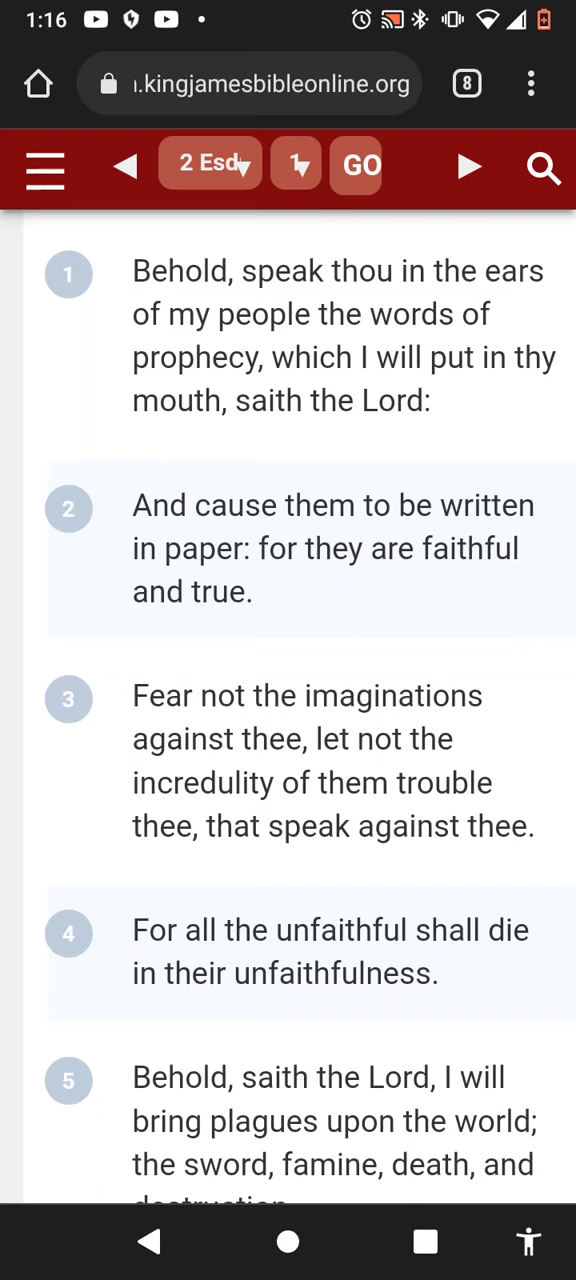 1:16
.kingjamesbibleonline.org
8
2 Esd
1
GO
1
Behold, speak thou in the ears
of my people the words of
prophecy, which I will put in thy
mouth, saith the Lord:
2
And cause them to be written
in paper: for they are faithful
and true.
3
Fear not the imaginations
against thee, let not the
incredulity of them trouble
thee, that speak against thee.
4
For all the unfaithful shall die
in their unfaithfulness.
5
Behold, saith the Lord, I will
bring plagues upon the world;
the sword, famine, death, and